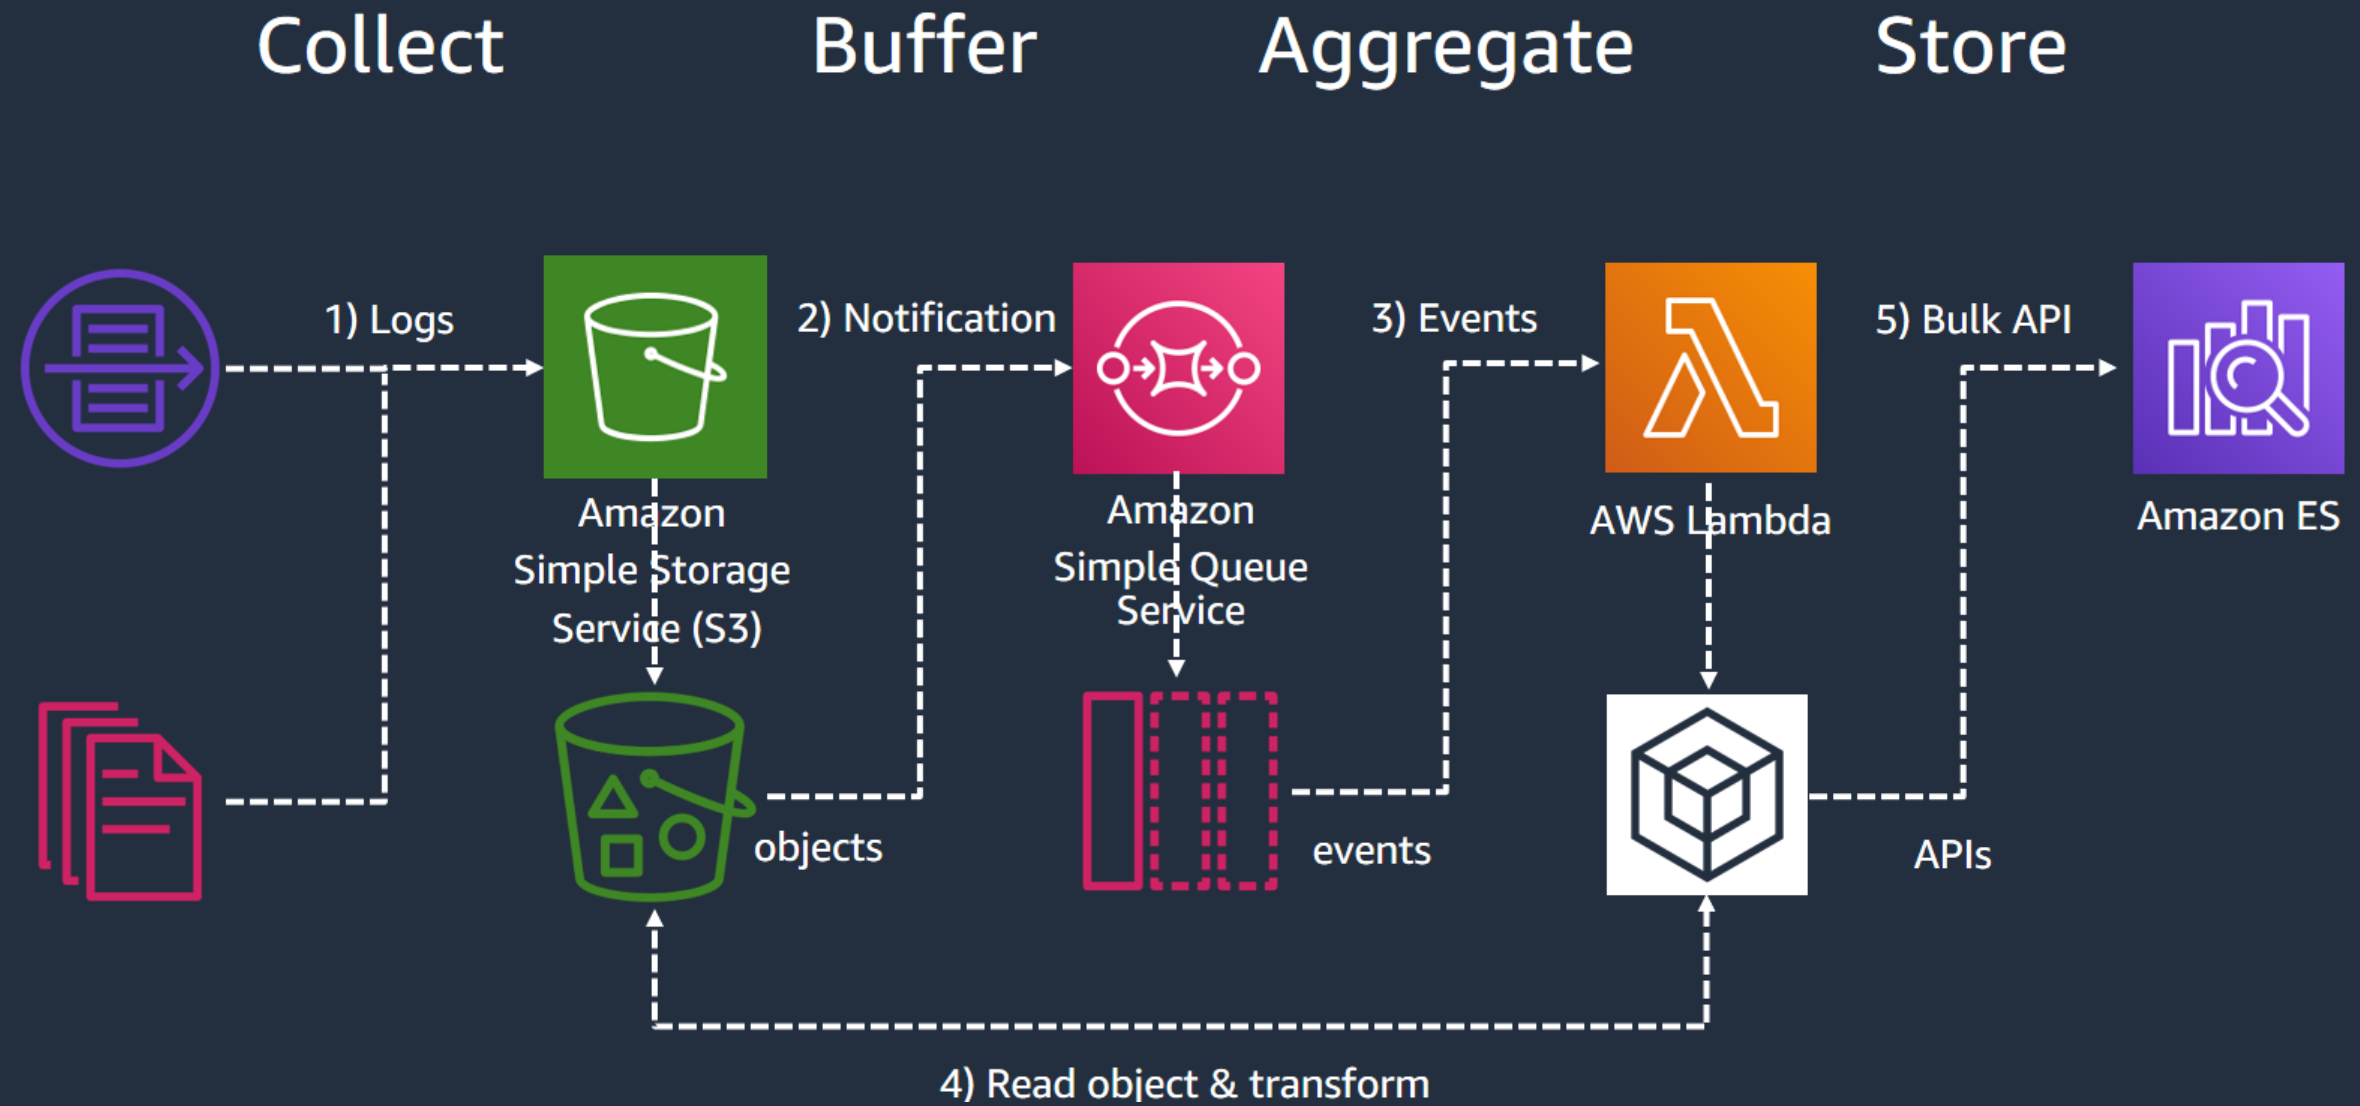 Collect
Buffer
Aggregate
Store
1) Logs
2) Notification
3) Events
5) Bulk API
Amazon
Simple Storage
Service (S3)
Amazon
Simple Queue
Service
AWS Lambda
Amazon ES
objects
events
APIs
4) Read object & transform